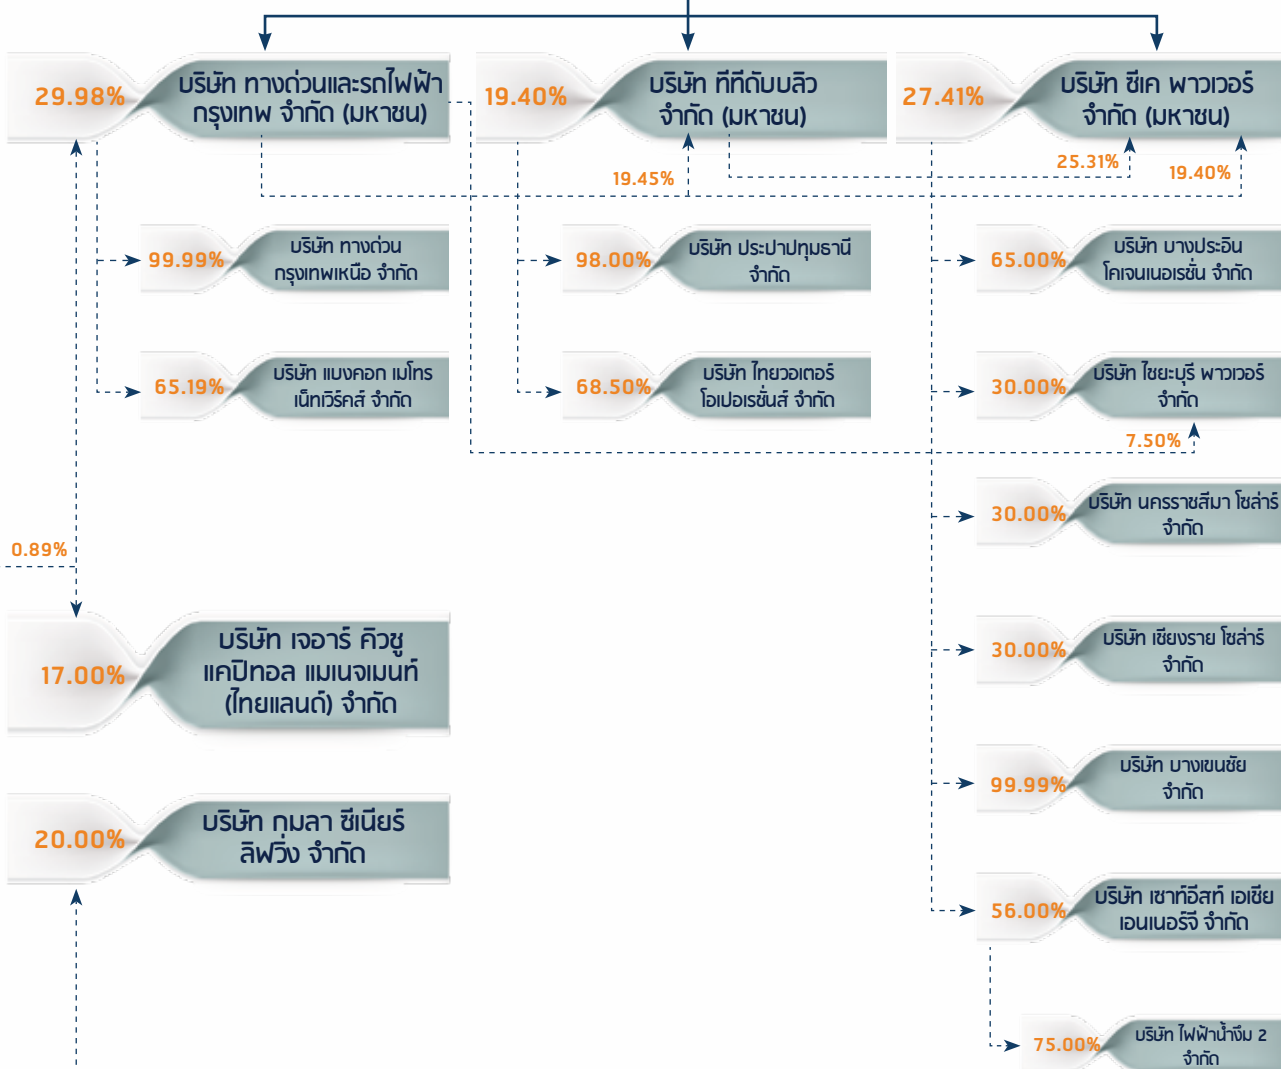 29.98%
บริษัท ทางด่วนและรถไฟฟ้า
กรุงเทพ จำกัด (มหาชน)
19.40%
บริษัท ทีทีดับบลิว
จำกัด (มหาชน)
27.41%
บริษัท ซีเค พาวเวอร์
จำกัด (มหาชน)
19.45%
25.31%
19.40%
99.99%
บริษัท ทางด่วน
กรุงเทพเหนือ จำกัด
98.00%
บริษัท ประปาปทุมธานี
จำกัด
65.00%
บริษัท บางปะอิน
โคเจนเนอเรชั่น จำกัด
65.19%
บริษัท แบงคอก เมโทร
เน็ทเวิร์คส์ จำกัด
68.50%
บริษัท ไทยวอเตอร์
โอเปอเรชั่นส์ จำกัด
30.00%
บริษัท ไซยะบุรี พาวเวอร์
จำกัด
7.50%
30.00%
บริษัท นครราชสีมา โซล่าร์
จำกัด
0.89%
17.00%
บริษัท เจอาร์ คิวชู
แคปิทอล แมเนจเมนท์
(ไทยแลนด์) จำกัด
30.00%
บริษัท เชียงราย โซล่าร์
จำกัด
99.99%
บริษัท บางเขนชัย
จำกัด
20.00%
บริษัท กมลา ซีเนียร์
ลิฟวิ่ง จำกัด
56.00%
บริษัท เซาท์อีสท์ เอเชีย
เอนเนอร์จี จำกัด
75.00%
บริษัท ไฟฟ้าน้ำงึม 2
จำกัด